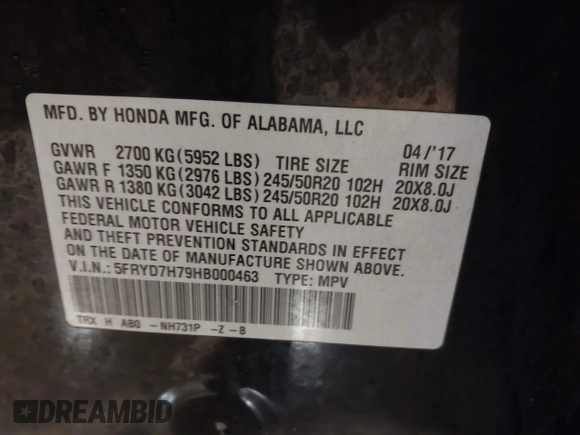 MFD. BY HONDA MFG. OF ALABAMA, LLC
GVWR 2700 KG (5952 LBS) TIRE SIZE 04/'17 RIM SIZE
GAWR F 1350 KG (2976 LBS) 245/50R20 102H 20X8.0J
GAWR R 1380 KG (3042 LBS) 245/50R20 102H 20X8.0J
THIS VEHICLE CONFORMS TO ALL APPLICABLE
FEDERAL MOTOR VEHICLE SAFETY
AND THEFT PREVENTION STANDARDS IN EFFECT
ON THE DATE OF MANUFACTURE SHOWN ABOVE.
V.I.N.: 5FRYD7H79HB000463 TYPE: MPV
TRX H AB0 -NH731P -Z-B
DREAMBID